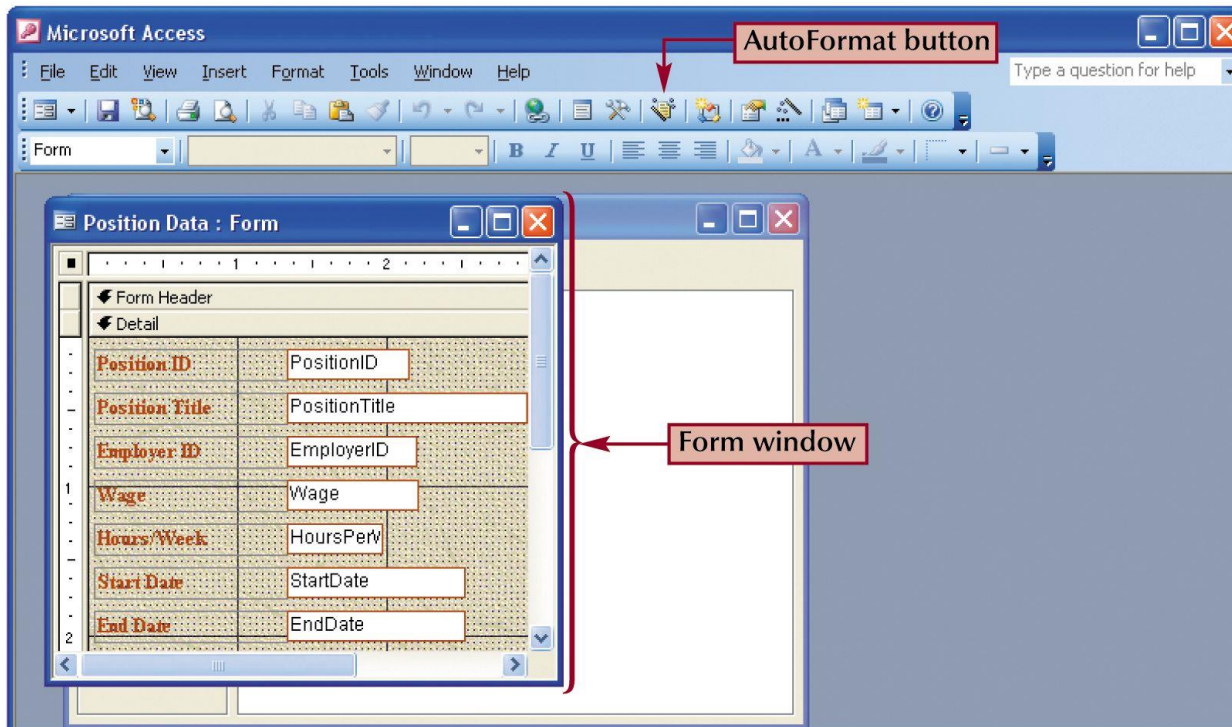 Microsoft Access
AutoFormat button
File Edit View Insert Format Tools Window Help
Type a question for help
Form
B I U
A
Position Data : Form
1 2
Form Header
Detail
Position ID PositionID
Position Title PositionTitle
Employer ID EmployerID
Form window
1
Wage Wage
Hours/Week HoursPerW
Start Date StartDate
End Date EndDate
2